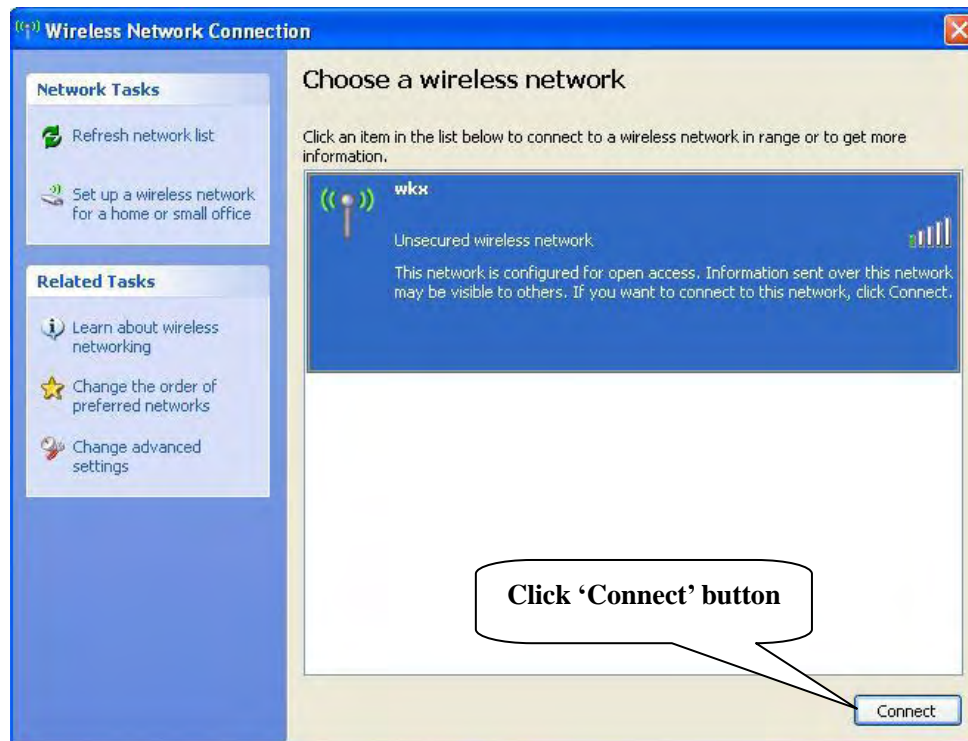 Wireless Network Connection
Network Tasks
Refresh network list
Set up a wireless network
for a home or small office
Related Tasks
Learn about wireless
networking
Change the order of
preferred networks
Change advanced
settings
Choose a wireless network
Click an item in the list below to connect to a wireless network in range or to get more
information.
wkx
Unsecured wireless network
This network is configured for open access. Information sent over this network
may be visible to others. If you want to connect to this network, click Connect.
Click ‘Connect’ button
Connect